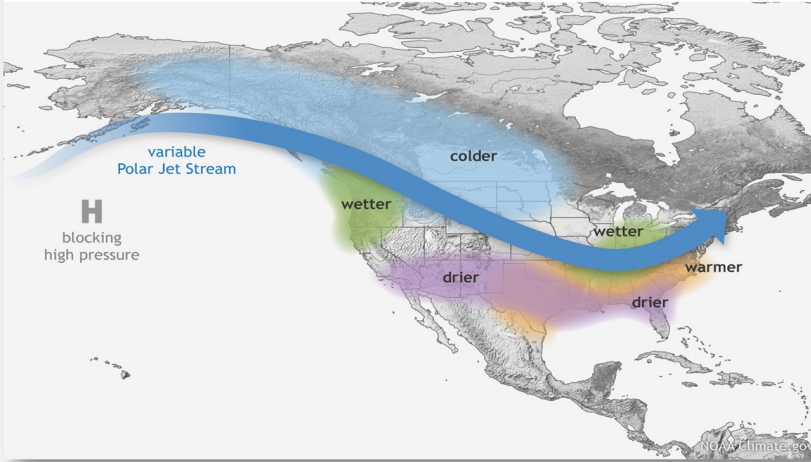 colder
variable
Polar Jet Stream
wetter
H
blocking
high pressure
wetter
warmer
drier
drier
NOAA Climate.gov